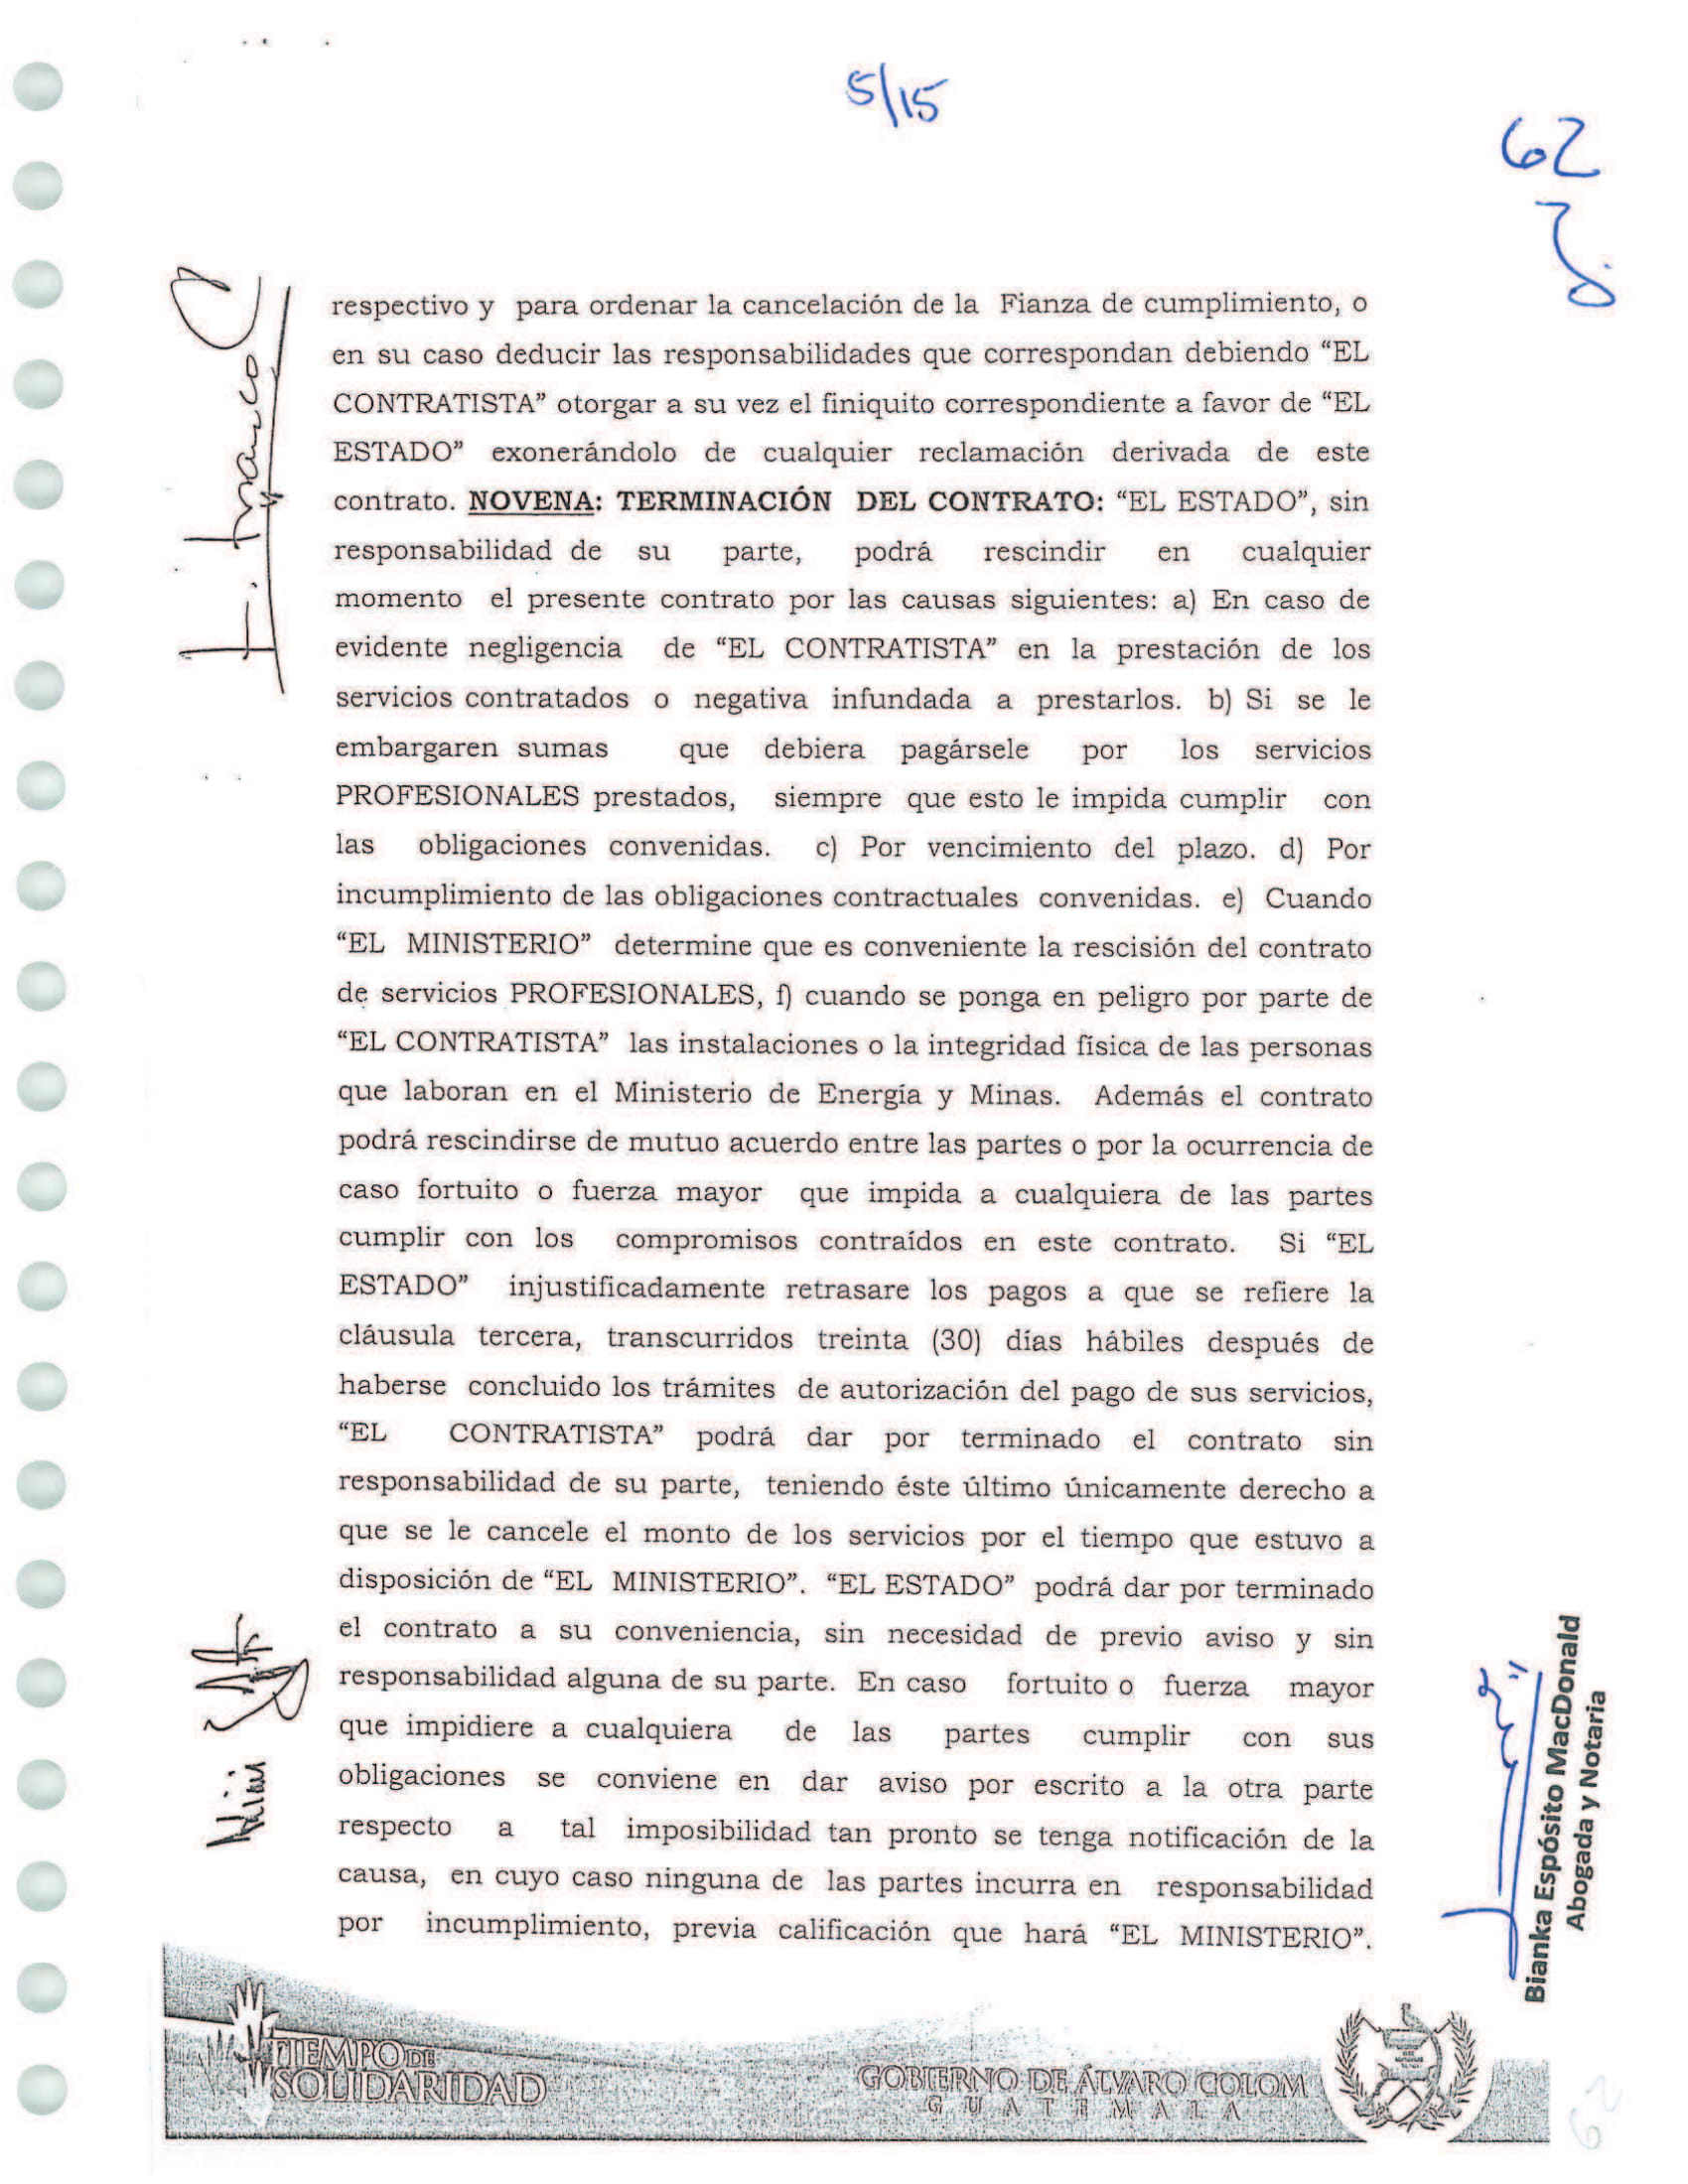 5/15
62
respectivo y para ordenar la cancelación de la Fianza de cumplimiento, o
en su caso deducir las responsabilidades que correspondan debiendo “EL
CONTRATISTA” otorgar a su vez el finiquito correspondiente a favor de “EL
ESTADO” exonerándolo de cualquier reclamación derivada de este
contrato. NOVENA: TERMINACIÓN DEL CONTRATO: “EL ESTADO”, sin
responsabilidad de su parte, podrá rescindir en cualquier
momento el presente contrato por las causas siguientes: a) En caso de
evidente negligencia de “EL CONTRATISTA” en la prestación de los
servicios contratados o negativa infundada a prestarlos. b) Si se le
embargaren sumas que debiera pagársele por los servicios
PROFESIONALES prestados, siempre que esto le impida cumplir con
las obligaciones convenidas. c) Por vencimiento del plazo. d) Por
incumplimiento de las obligaciones contractuales convenidas. e) Cuando
“EL MINISTERIO” determine que es conveniente la rescisión del contrato
de servicios PROFESIONALES, f) cuando se ponga en peligro por parte de
“EL CONTRATISTA” las instalaciones o la integridad física de las personas
que laboran en el Ministerio de Energía y Minas. Además el contrato
podrá rescindirse de mutuo acuerdo entre las partes o por la ocurrencia de
caso fortuito o fuerza mayor que impida a cualquiera de las partes
cumplir con los compromisos contraídos en este contrato. Si “EL
ESTADO” injustificadamente retrasare los pagos a que se refiere la
cláusula tercera, transcurridos treinta (30) días hábiles después de
haberse concluido los trámites de autorización del pago de sus servicios,
“EL CONTRATISTA” podrá dar por terminado el contrato sin
responsabilidad de su parte, teniendo éste último únicamente derecho a
que se le cancele el monto de los servicios por el tiempo que estuvo a
disposición de “EL MINISTERIO”. “EL ESTADO” podrá dar por terminado
el contrato a su conveniencia, sin necesidad de previo aviso y sin
responsabilidad alguna de su parte. En caso fortuito o fuerza mayor
que impidiere a cualquiera de las partes cumplir con sus
obligaciones se conviene en dar aviso por escrito a la otra parte
respecto a tal imposibilidad tan pronto se tenga notificación de la
causa, en cuyo caso ninguna de las partes incurra en responsabilidad
por incumplimiento, previa calificación que hará “EL MINISTERIO”.
Bianka Espósito MacDonald
Abogada y Notaria
TIEMPO DE
SOLIDARIDAD
GOBIERNO DE ÁLVARO COLOM
GUATEMALA
62